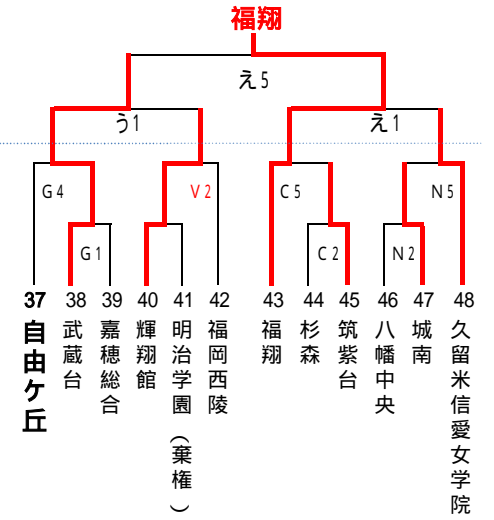 福翔
え5
う1
え1
G4
V2
C5
N5
G1
C2
N2
37
38
39
40
41
42
43
44
45
46
47
48
自由ケ丘
武蔵台
嘉穂総合
輝翔館
明治学園（棄権）
福岡西陵
福翔
杉森
筑紫台
八幡中央
城南
久留米信愛女学院